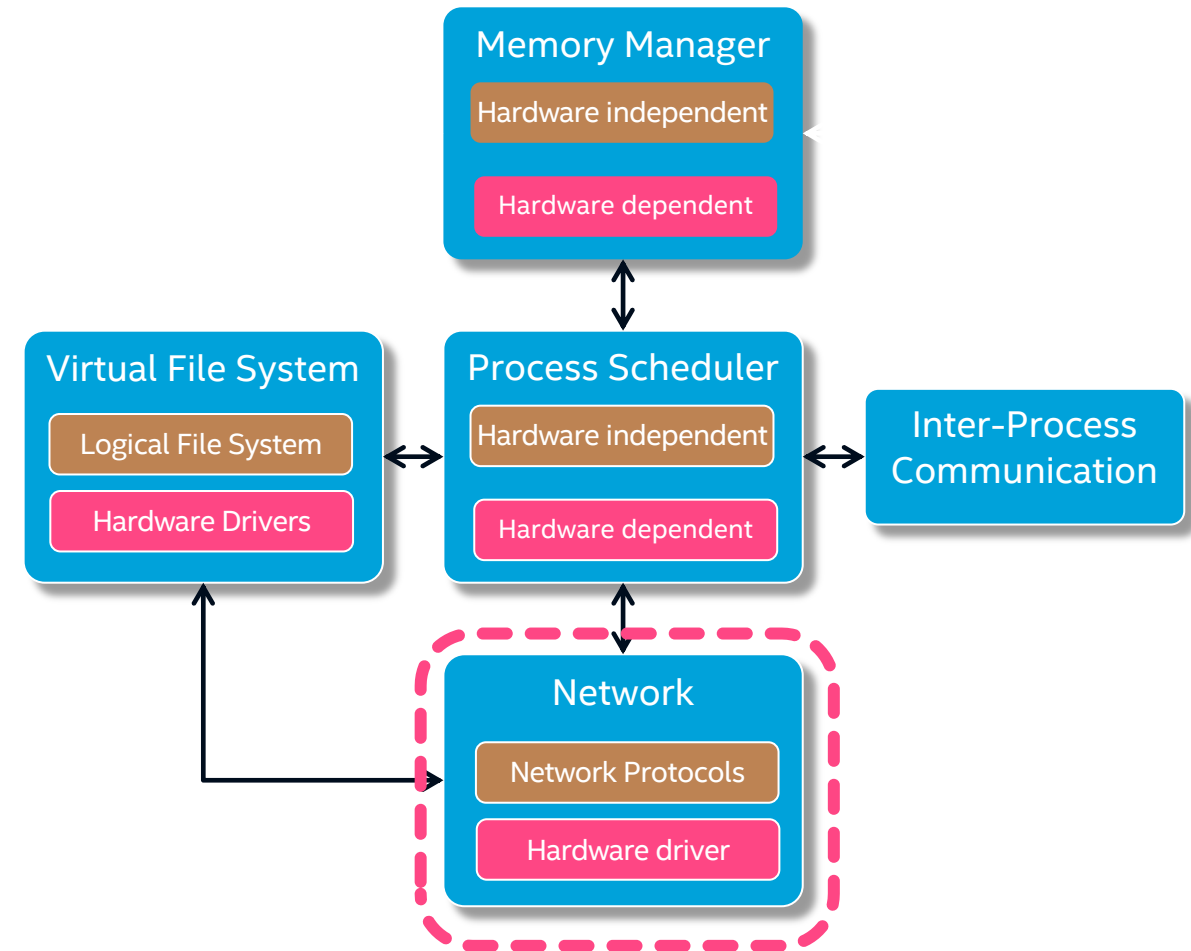 Memory Manager
Hardware independent
Hardware dependent
Virtual File System
Logical File System
Hardware Drivers
Process Scheduler
Hardware independent
Hardware dependent
Inter-Process
Communication
Network
Network Protocols
Hardware driver